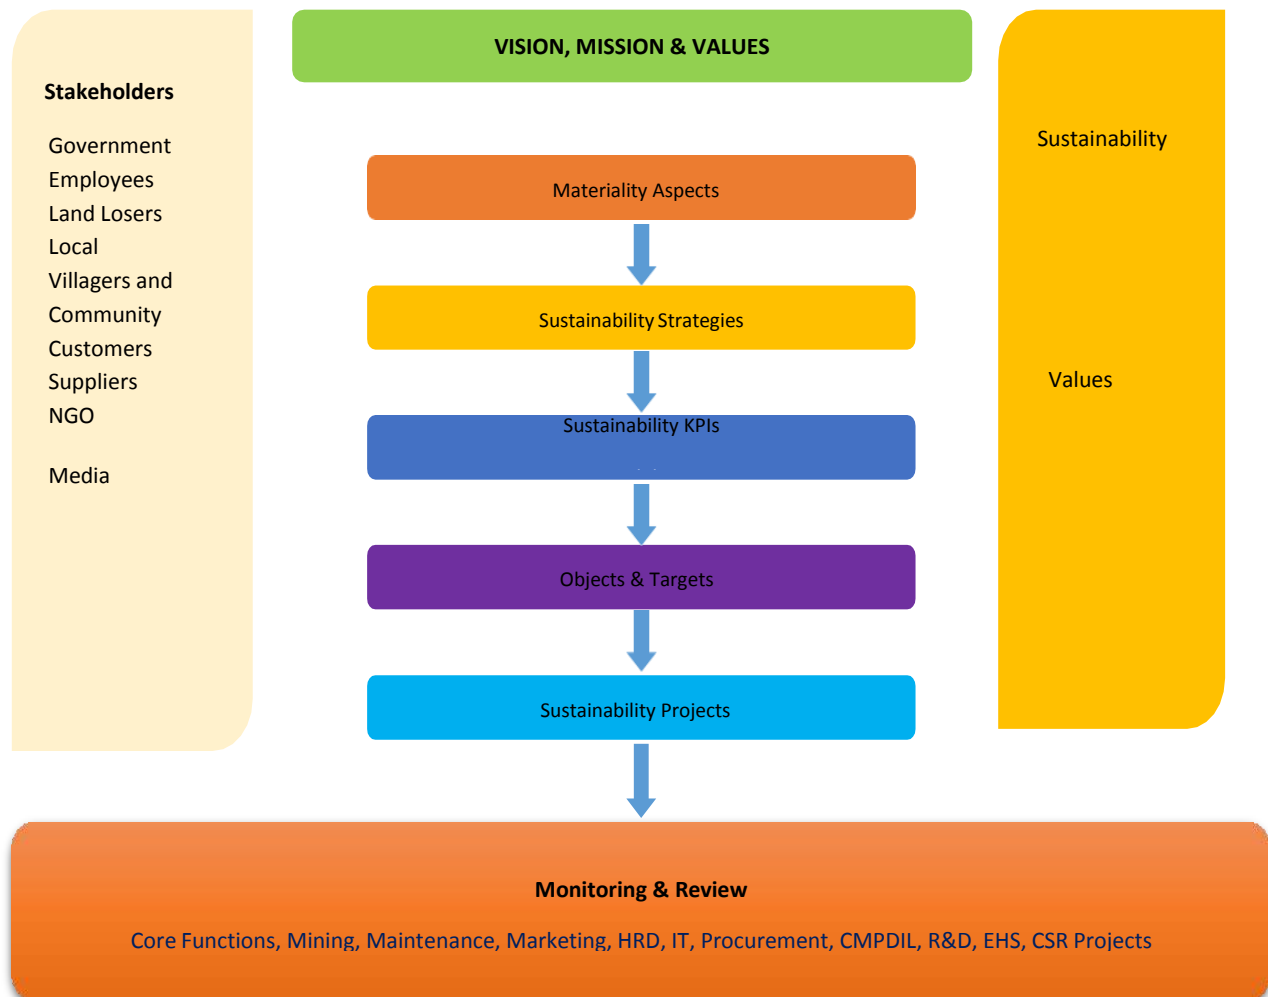 VISION, MISSION & VALUES
Stakeholders
Government
Employees
Land Losers
Local
Villagers and
Community
Customers
Suppliers
NGO
Media
Materiality Aspects
Sustainability Strategies
Sustainability KPIs
Objects & Targets
Sustainability Projects
Sustainability
Values
Monitoring & Review
Core Functions, Mining, Maintenance, Marketing, HRD, IT, Procurement, CMPDIL, R&D, EHS, CSR Projects